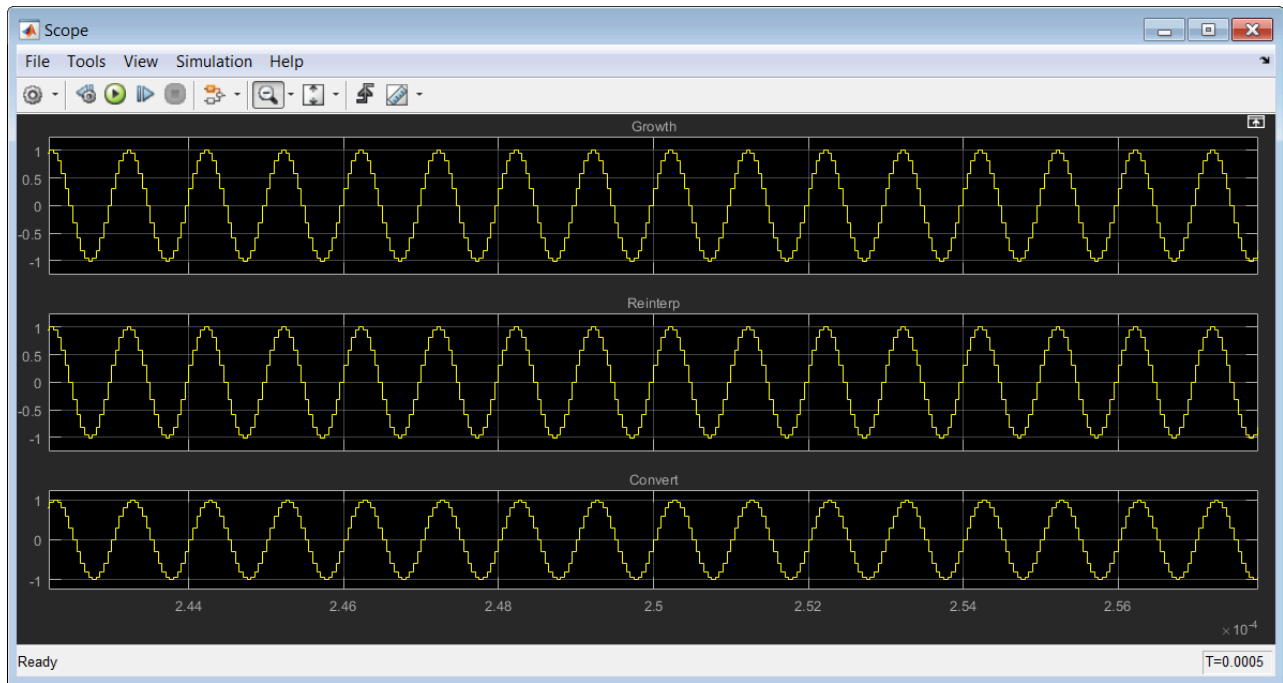 Scope
File Tools View Simulation Help
Growth
1
0.5
0
-0.5
-1
Reinterp
1
0.5
0
-0.5
-1
Convert
1
0
-1
2.44 2.46 2.48 2.5 2.52 2.54 2.56
×10-4
Ready T=0.0005